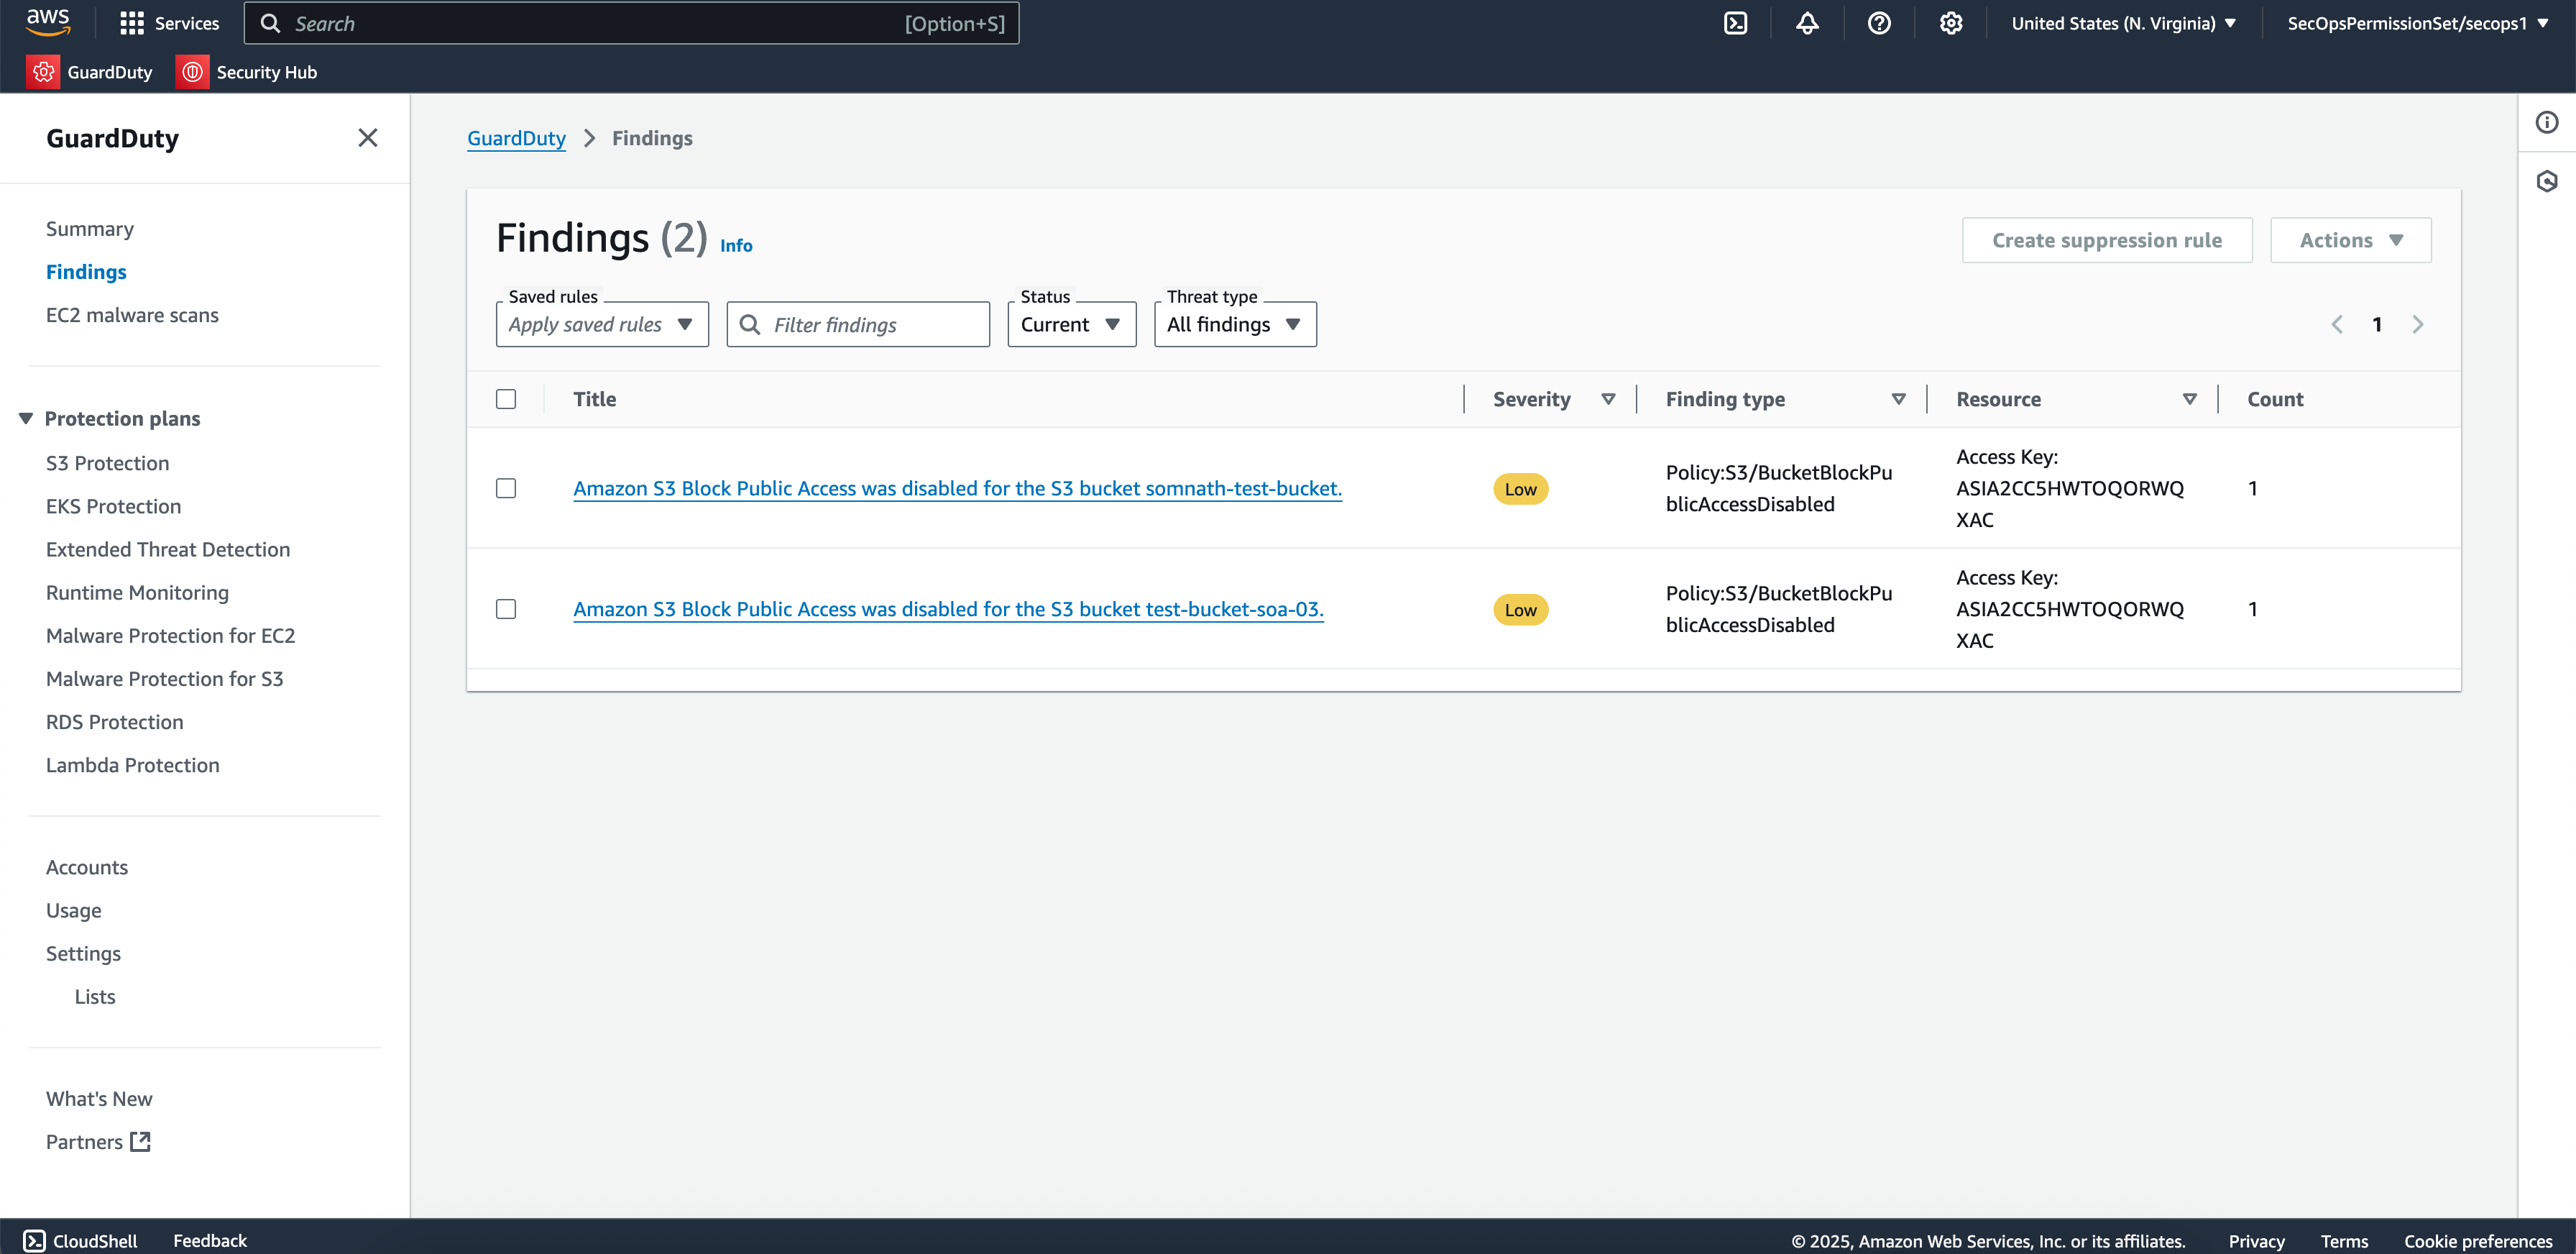 aws
Services
Search
[Option+S]
United States (N. Virginia)
SecOpsPermissionSet/secops1
GuardDuty
Security Hub
GuardDuty
Summary
Findings
EC2 malware scans
Protection plans
S3 Protection
EKS Protection
Extended Threat Detection
Runtime Monitoring
Malware Protection for EC2
Malware Protection for S3
RDS Protection
Lambda Protection
Accounts
Usage
Settings
Lists
What's New
Partners
GuardDuty
Findings
Findings (2) Info
Create suppression rule
Actions
Saved rules
Apply saved rules
Filter findings
Status
Current
Threat type
All findings
1
Title
Severity
Finding type
Resource
Count
Amazon S3 Block Public Access was disabled for the S3 bucket somnath-test-bucket.
Low
Policy:S3/BucketBlockPu
blicAccessDisabled
Access Key:
ASIA2CC5HWTOQORWQ
XAC
1
Amazon S3 Block Public Access was disabled for the S3 bucket test-bucket-soa-03.
Low
Policy:S3/BucketBlockPu
blicAccessDisabled
Access Key:
ASIA2CC5HWTOQORWQ
XAC
1
CloudShell
Feedback
© 2025, Amazon Web Services, Inc. or its affiliates.
Privacy
Terms
Cookie preferences